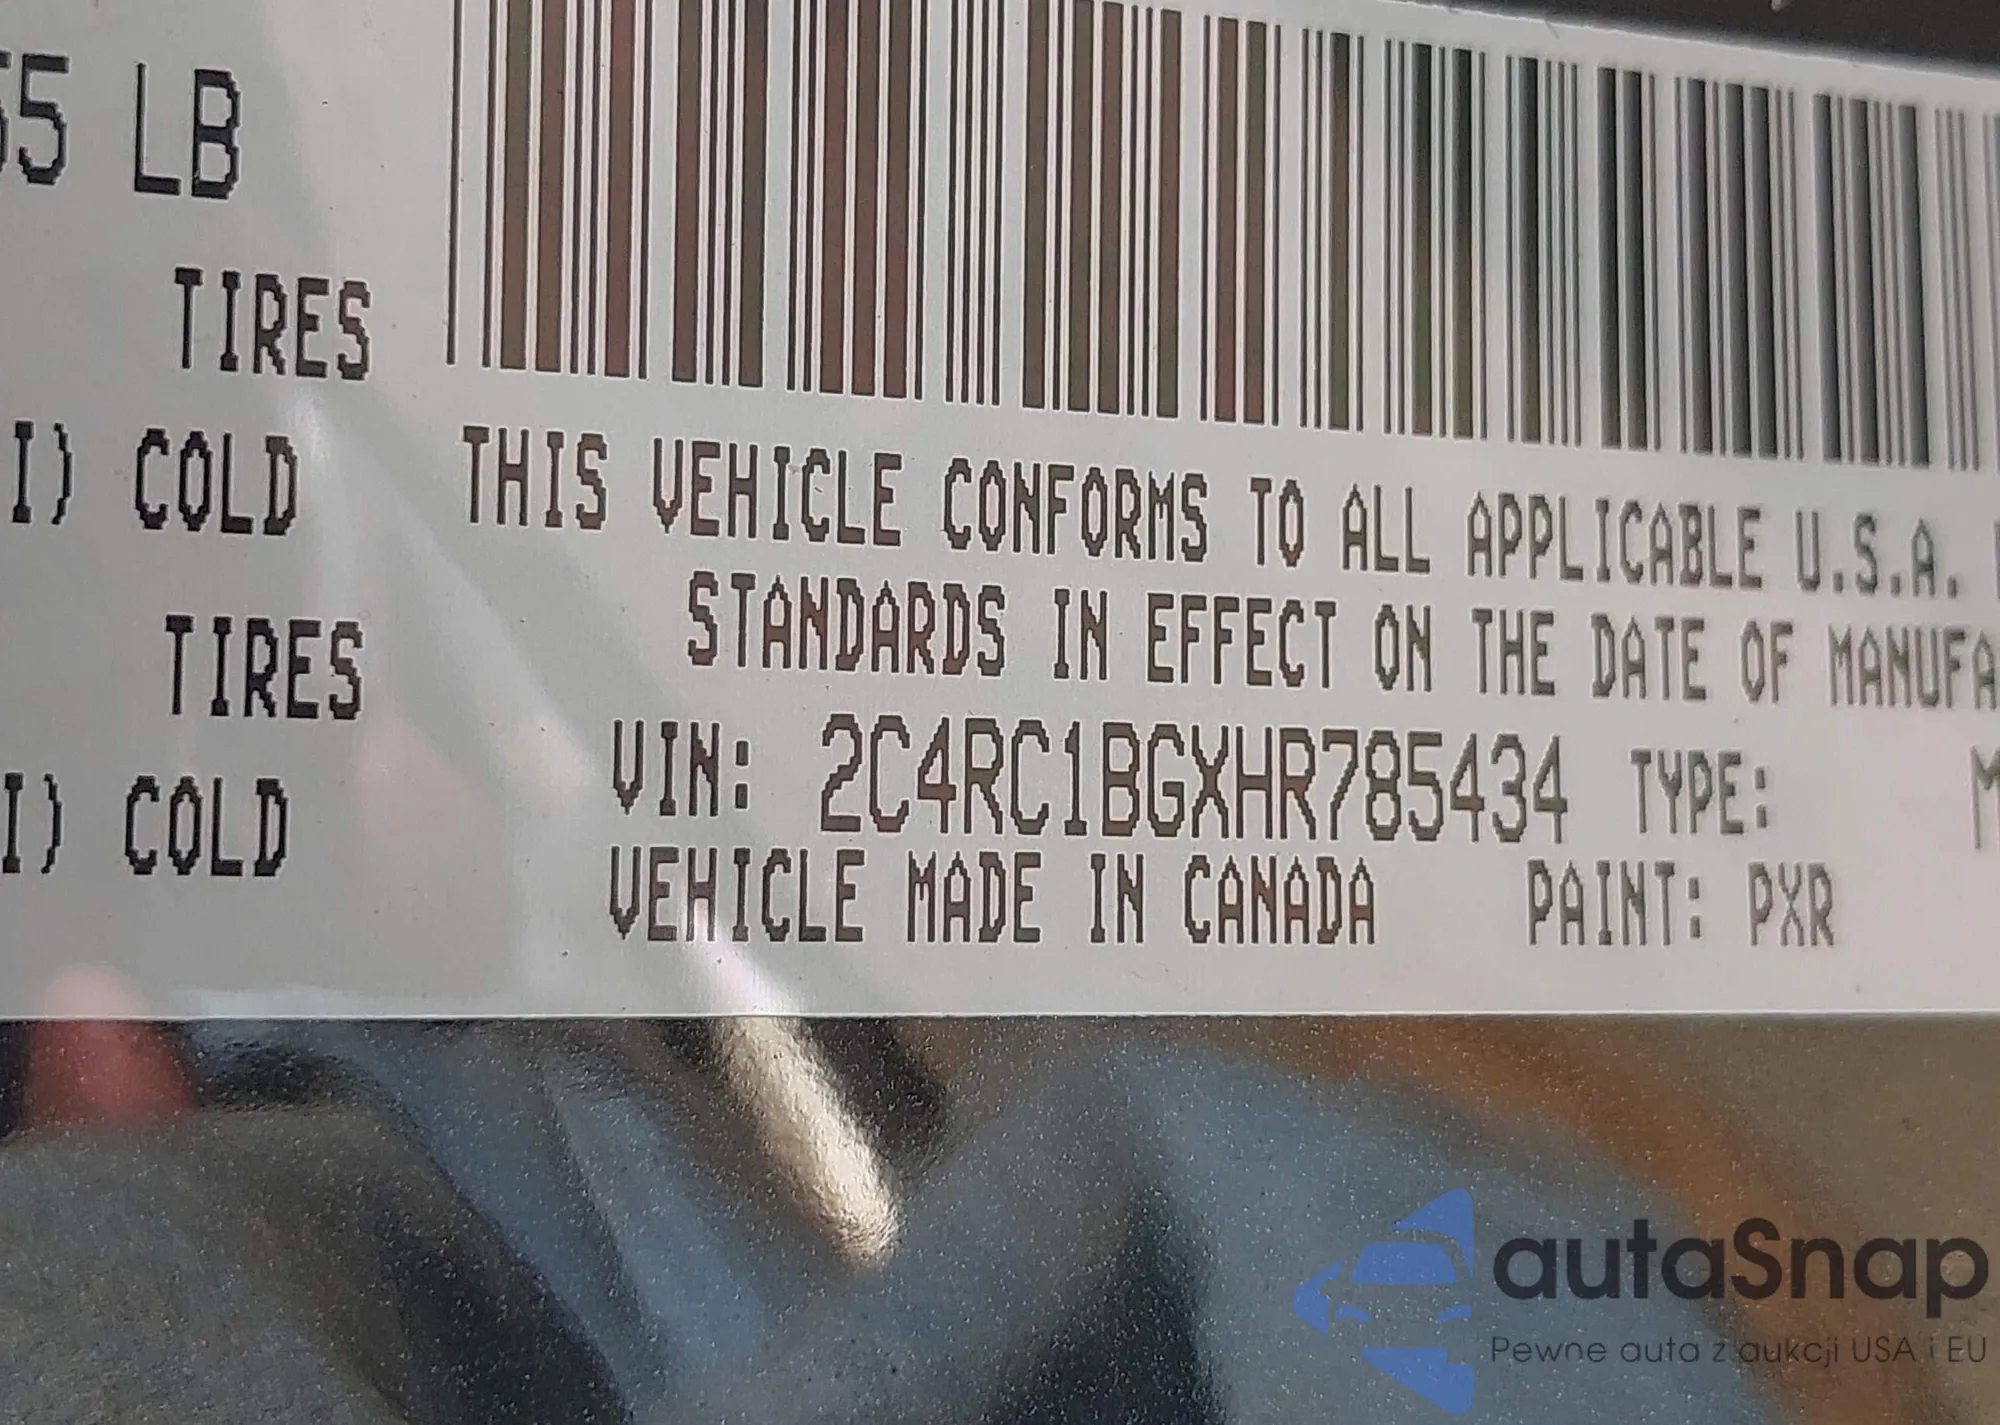 55 LB
TIRES
I) COLD
TIRES
I) COLD
THIS VEHICLE CONFORMS TO ALL APPLICABLE U.S.A.
STANDARDS IN EFFECT ON THE DATE OF MANUFA
VIN: 2C4RC1BGXHR785434 TYPE: M
VEHICLE MADE IN CANADA PAINT: PXR
autaSnap
Pewne auta z aukcji USA i EU